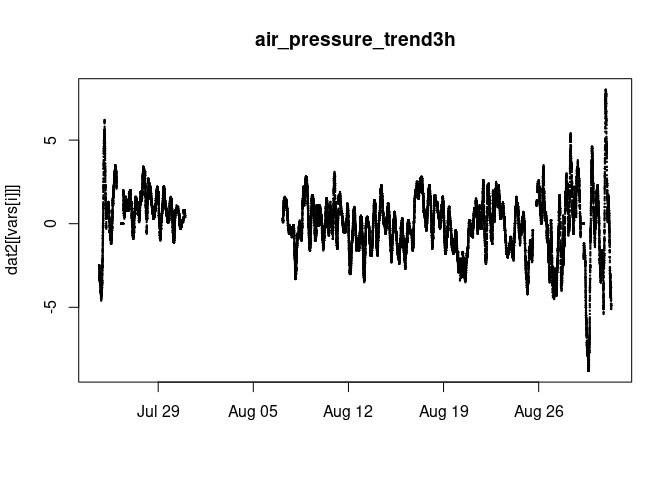 air_pressure_trend3h
dat2[[vars[i]]]
5
0
-5
Jul 29
Aug 05
Aug 12
Aug 19
Aug 26